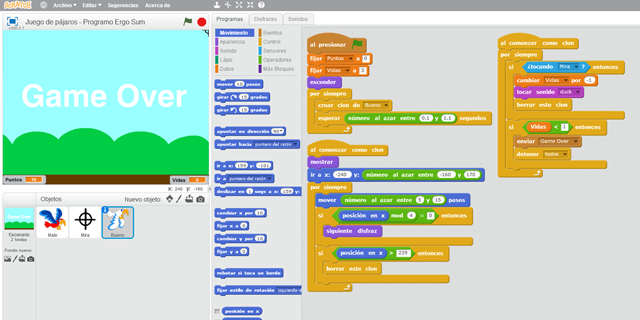 Archivo Editar Sugerencias Acerca de
Juego de pájaros - Programo Ergo Sum
Game Over
Puntos
Vidas
X: 240 y: -180
Objetos
Nuevo objeto:
Escenario
2 fondos
Fondo nuevo:
Malo
Mira
Bueno
Programas
Disfraces
Sonidos
Movimiento
Apariencia
Sonido
Lápiz
Datos
Eventos
Control
Sensores
Operadores
Más Bloques
mover 10 pasos
girar 15 grados
girar 15 grados
apuntar en dirección 90
apuntar hacia puntero del ratón
ir a x: 159 y: -101
ir a puntero del ratón
deslizar en 1 segs a x: 159 y:
cambiar x por 10
fijar x a 0
cambiar y por 10
fijar y a 0
rebotar si toca un borde
fijar estilo de rotación izquierda-d
posición en x
al presionar
fijar Puntos a 0
fijar Vidas a 3
esconder
por siempre
crear clon de Bueno
esperar número al azar entre 0.1 y 1.1 segundos
al comenzar como clon
mostrar
ir a x: -240 y: número al azar entre -160 y 170
por siempre
mover número al azar entre 5 y 15 pasos
si posición en x mod 4 = 0 entonces
siguiente disfraz
si posición en x > 239 entonces
borrar este clon
al comenzar como clon
por siempre
si ¿tocando Mira ? entonces
cambiar Vidas por -1
tocar sonido duck
borrar este clon
si Vidas < 1 entonces
enviar Game Over
detener todos